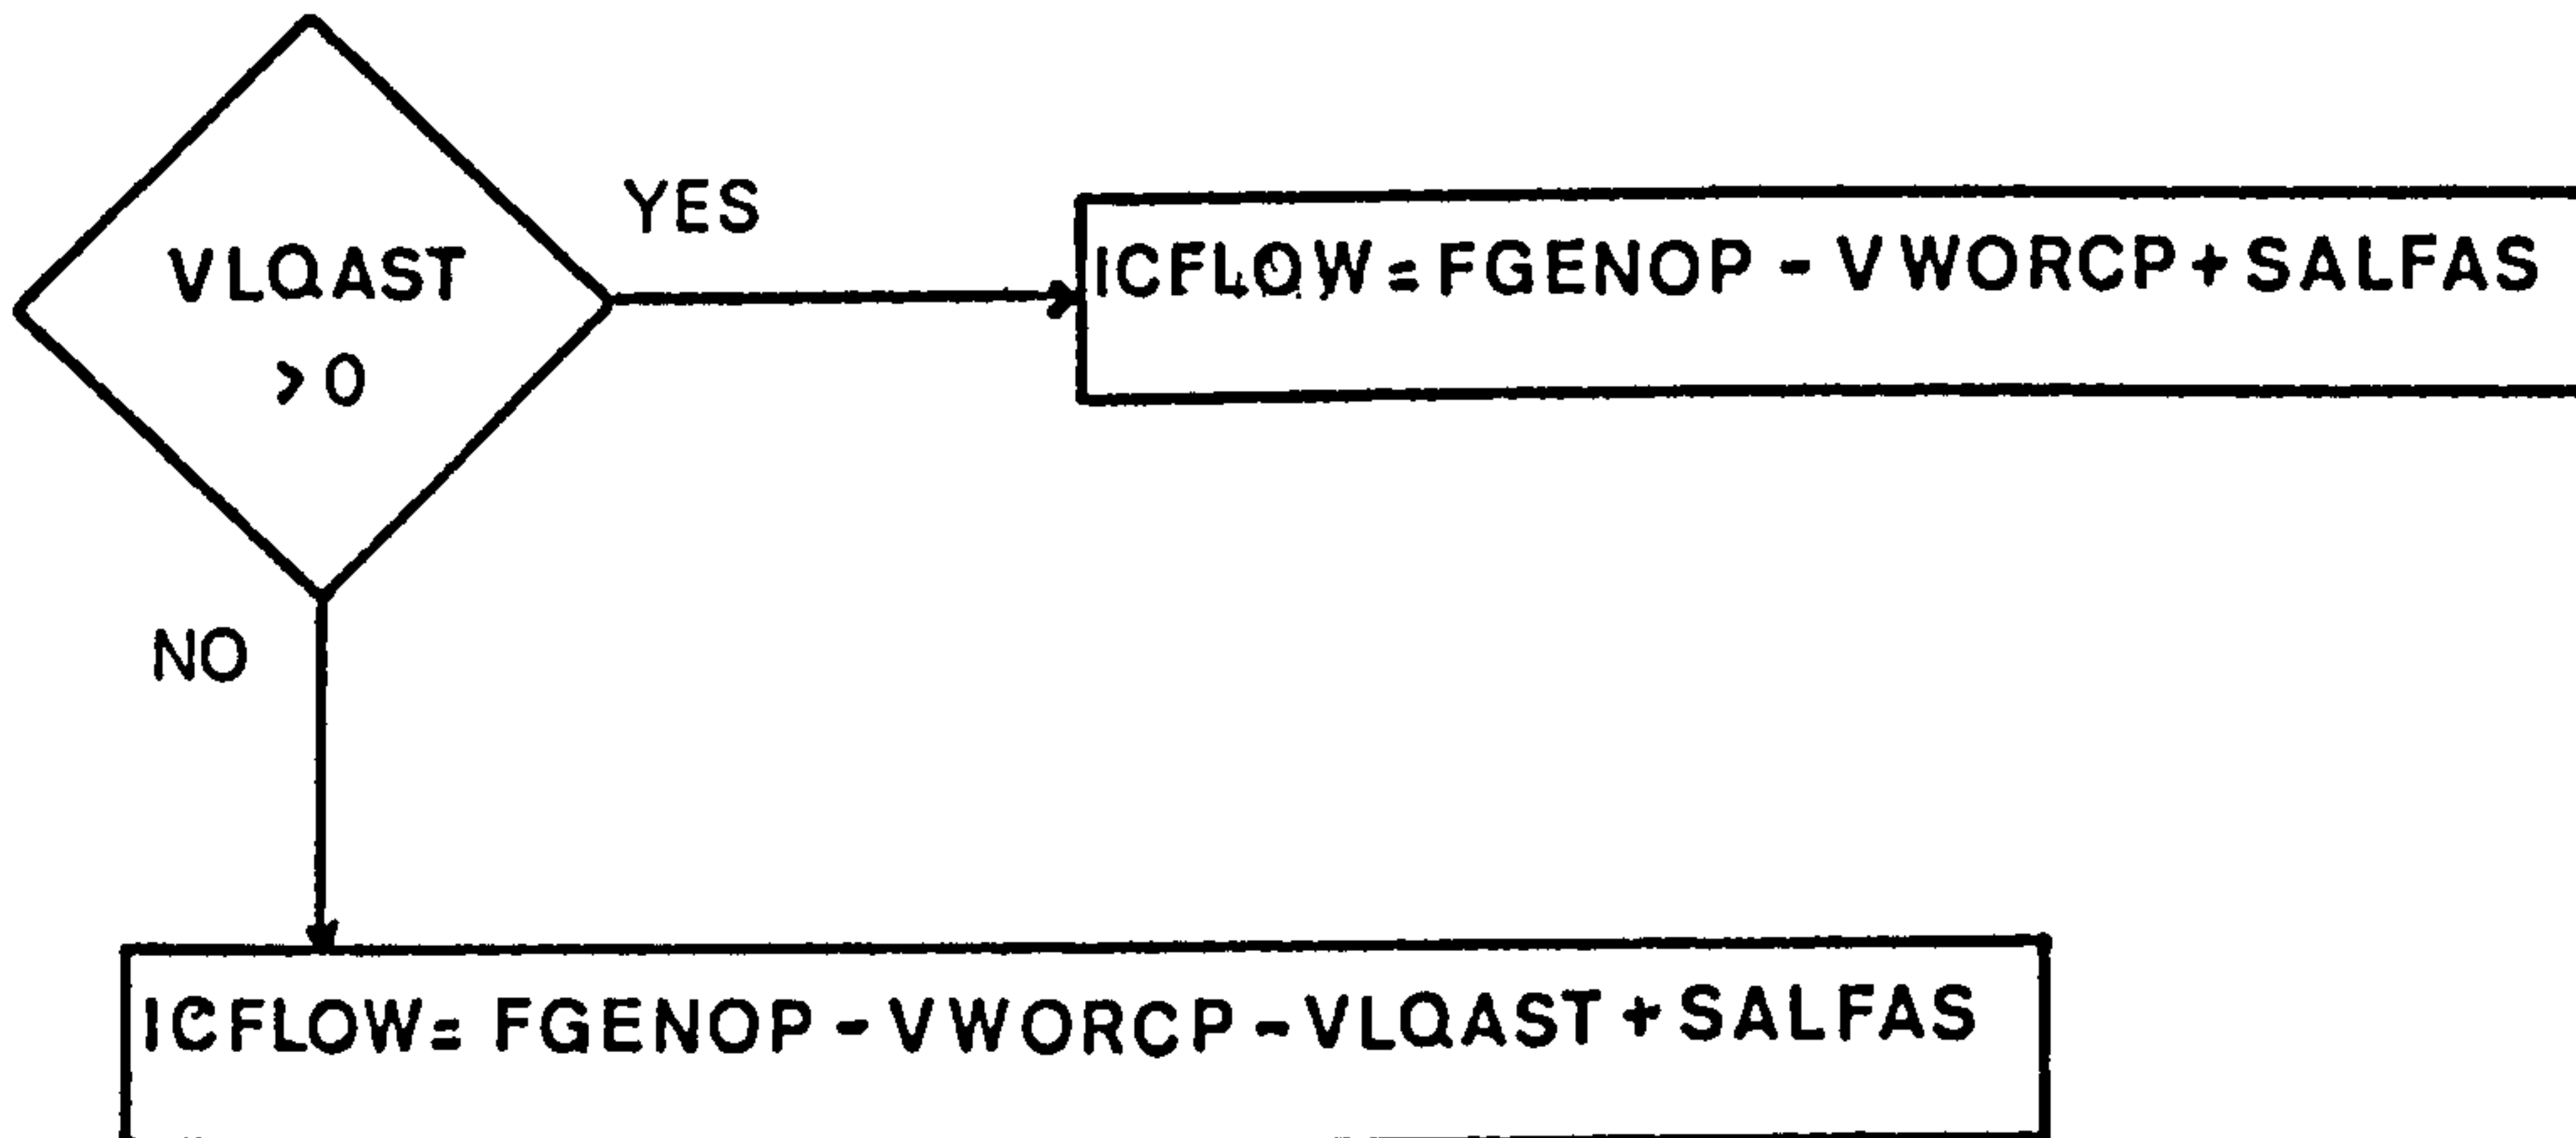 YES
VLQAST
>0
ICFLOW = FGENOP - VWORCP + SALFAS
NO
ICFLOW = FGENOP - VWORCP - VLQAST + SALFAS